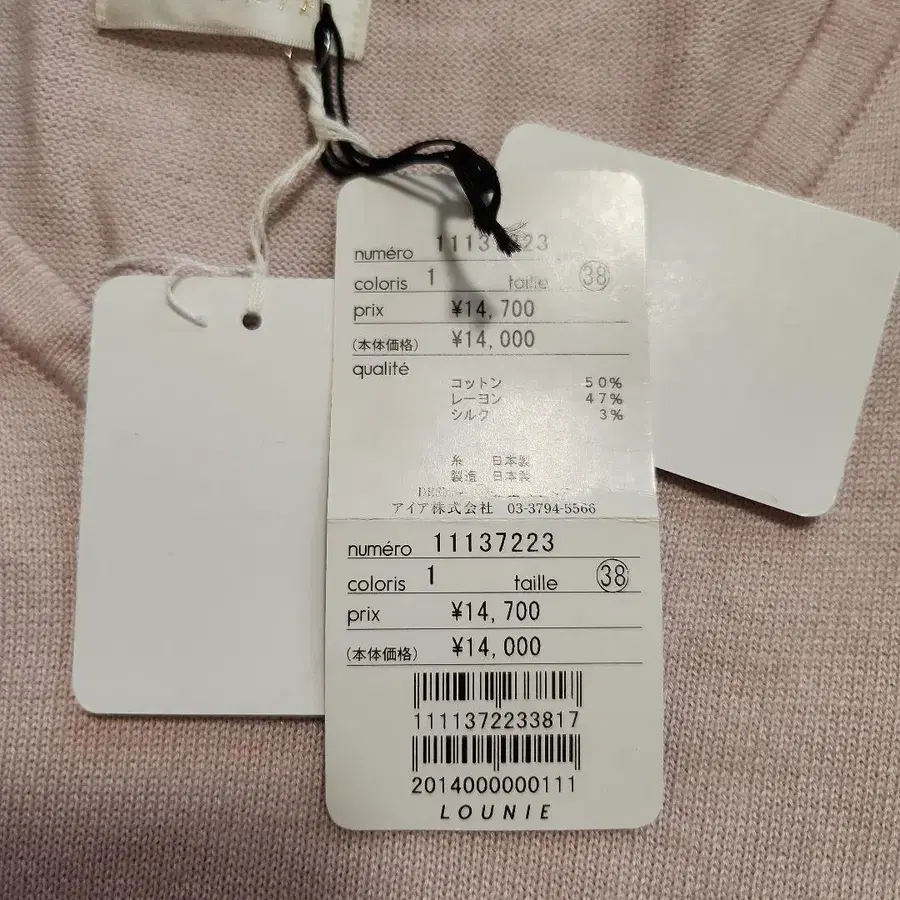 numéro 11137223
coloris 1 taille 38
prix ¥14,700
(本体価格) ¥14,000
qualité
コットン 50%
レーヨン 47%
シルク 3%
糸 日本製
製造 日本製
アイア株式会社 03-3794-5566
numéro 11137223
coloris 1 taille 38
prix ¥14,700
(本体価格) ¥14,000
1111372233817
2014000000111
LOUNIE